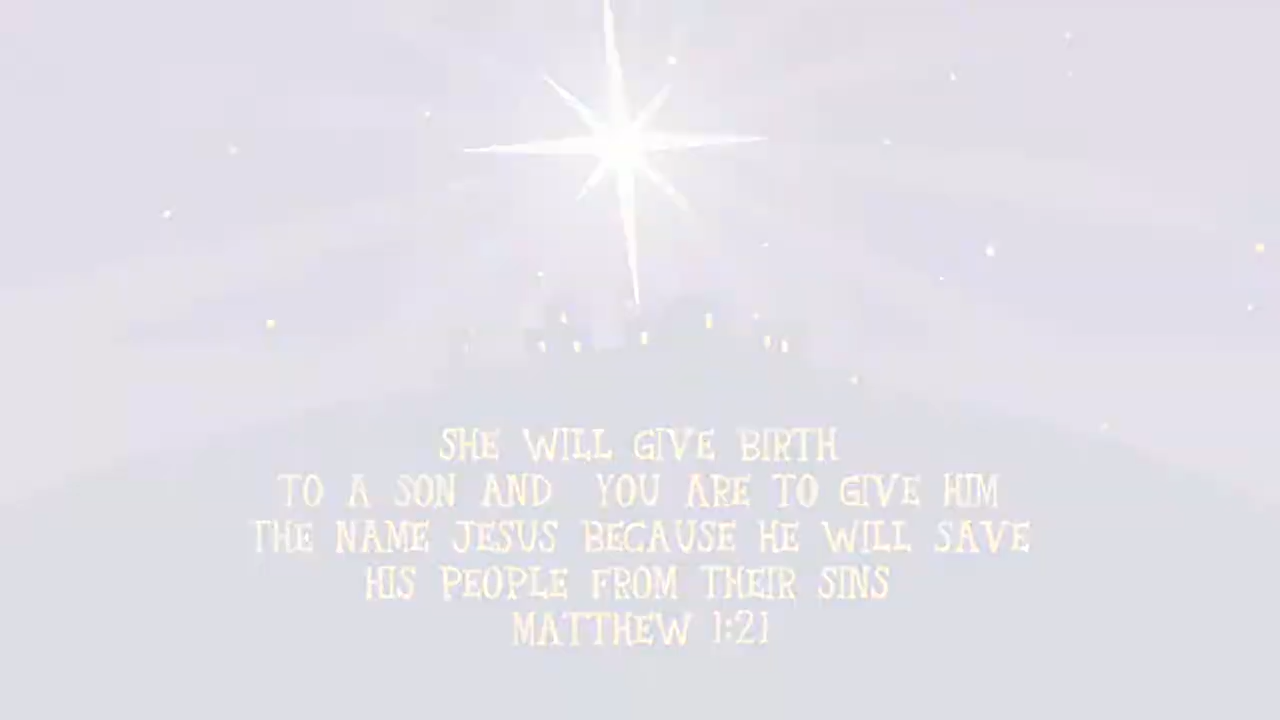 SHE WILL GIVE BIRTH
TO A SON AND YOU ARE TO GIVE HIM
THE NAME JESUS BECAUSE HE WILL SAVE
HIS PEOPLE FROM THEIR SINS
MATTHEW 1:21